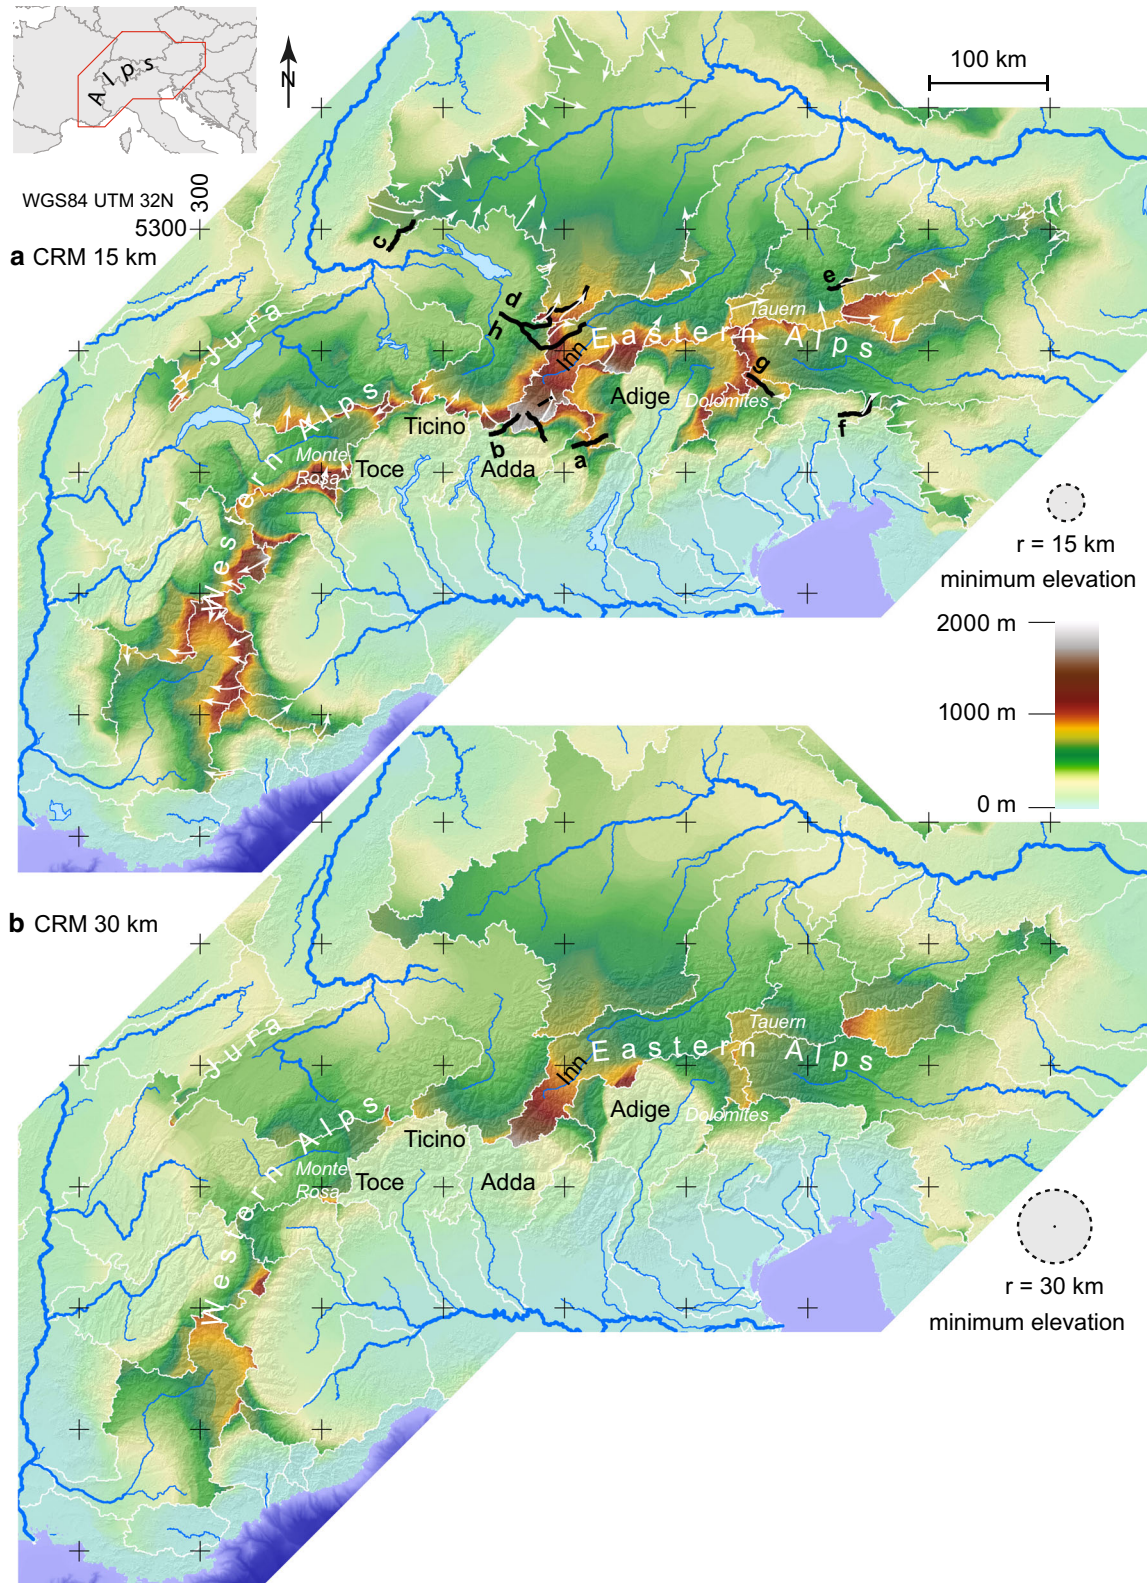 Alps
N
100 km
WGS84 UTM 32N
300
5300
a CRM 15 km
c
d
h
e
Jura
Tauern
Eastern Alps
Inn
i
g
Adige
Dolomites
Western Alps
Ticino
b
a
f
Monte
Rosa
Toce
Adda
r = 15 km
minimum elevation
2000 m
1000 m
0 m
b CRM 30 km
Jura
Tauern
Eastern Alps
Inn
Adige
Dolomites
Western Alps
Ticino
Monte
Rosa
Toce
Adda
r = 30 km
minimum elevation